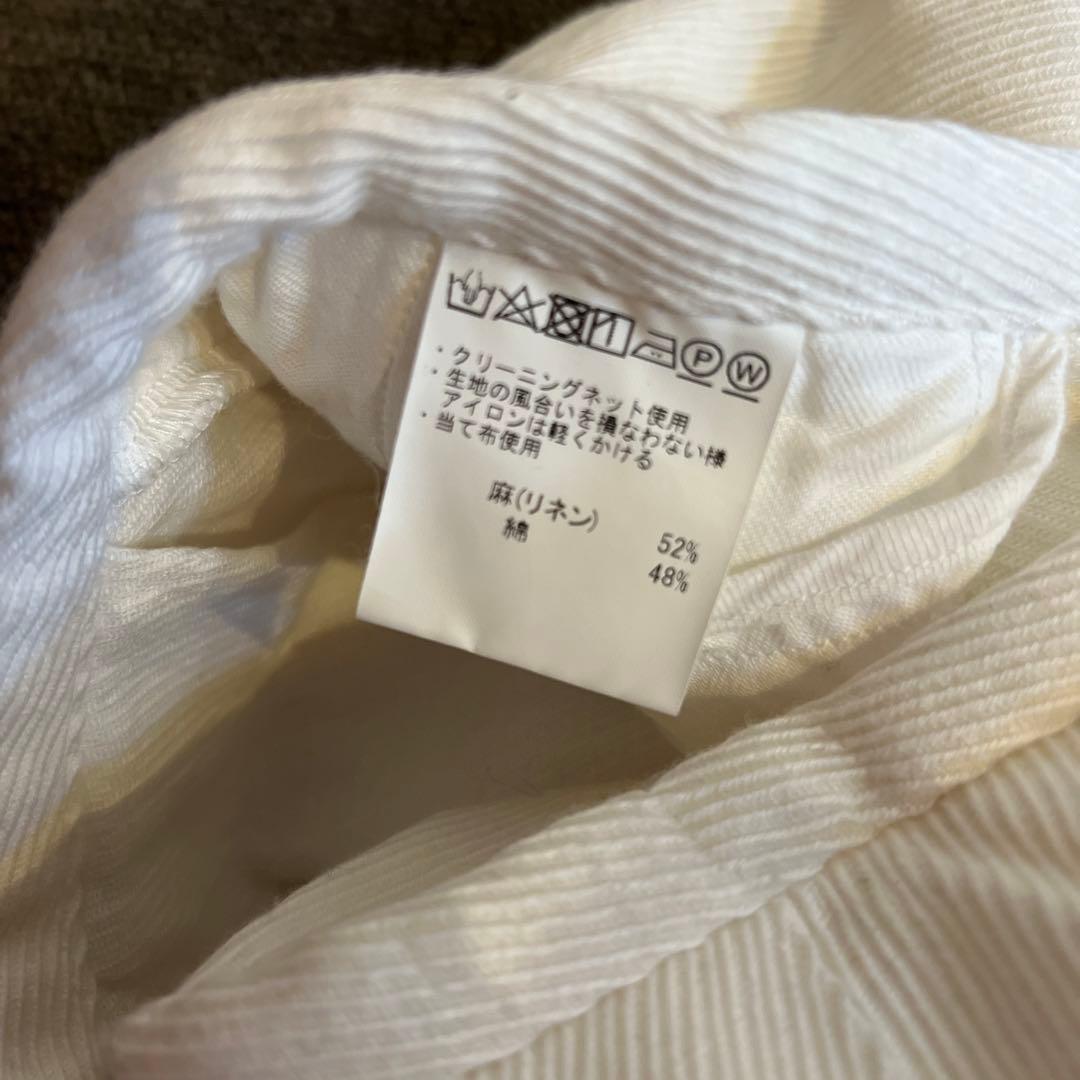 P W
・クリーニングネット使用
・生地の風合いを損なわない様
アイロンは軽くかける
・当て布使用
麻(リネン) 52%
綿 48%